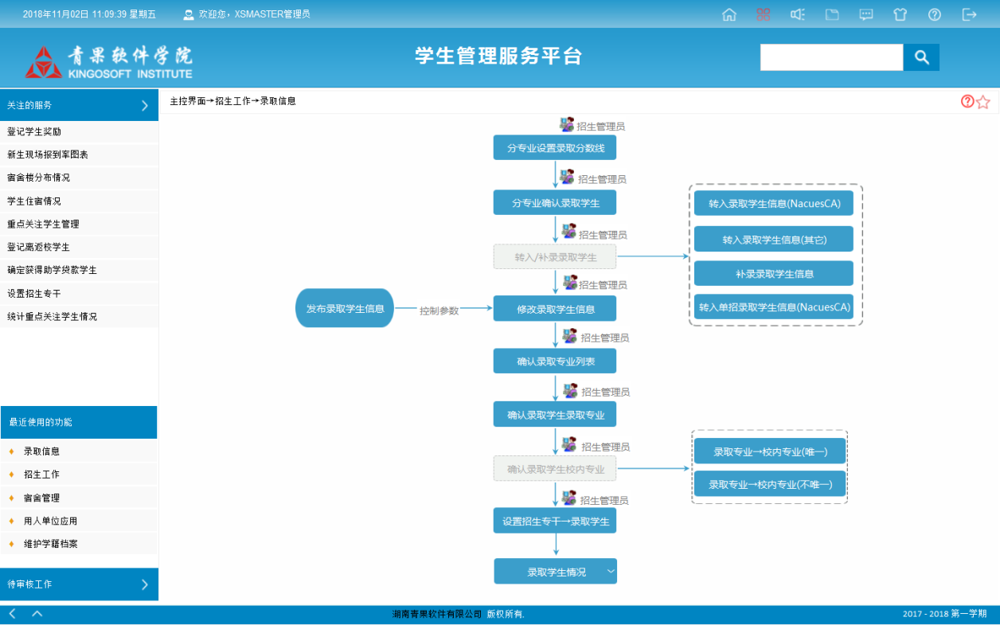 2018年11月02日 11:09:39 星期五
欢迎您，XSMASTER管理员
青果软件学院
KINGOSOFT INSTITUTE
学生管理服务平台
关注的服务
登记学生奖励
新生现场报到率图表
宿舍楼分布情况
学生住宿情况
重点关注学生管理
登记离返校学生
确定获得助学贷款学生
设置招生专干
统计重点关注学生情况
最近使用的功能
录取信息
招生工作
宿舍管理
用人单位应用
维护学籍档案
待审核工作
主控界面→招生工作→录取信息
招生管理员
分专业设置录取分数线
招生管理员
分专业确认录取学生
招生管理员
转入/补录录取学生
转入录取学生信息(NacuesCA)
转入录取学生信息(其它)
补录录取学生信息
转入单招录取学生信息(NacuesCA)
招生管理员
发布录取学生信息
控制参数
修改录取学生信息
招生管理员
确认录取专业列表
招生管理员
确认录取学生录取专业
招生管理员
确认录取学生校内专业
录取专业→校内专业(唯一)
录取专业→校内专业(不唯一)
招生管理员
设置招生专干→录取学生
录取学生情况
湖南青果软件有限公司 版权所有.
2017 - 2018 第一学期